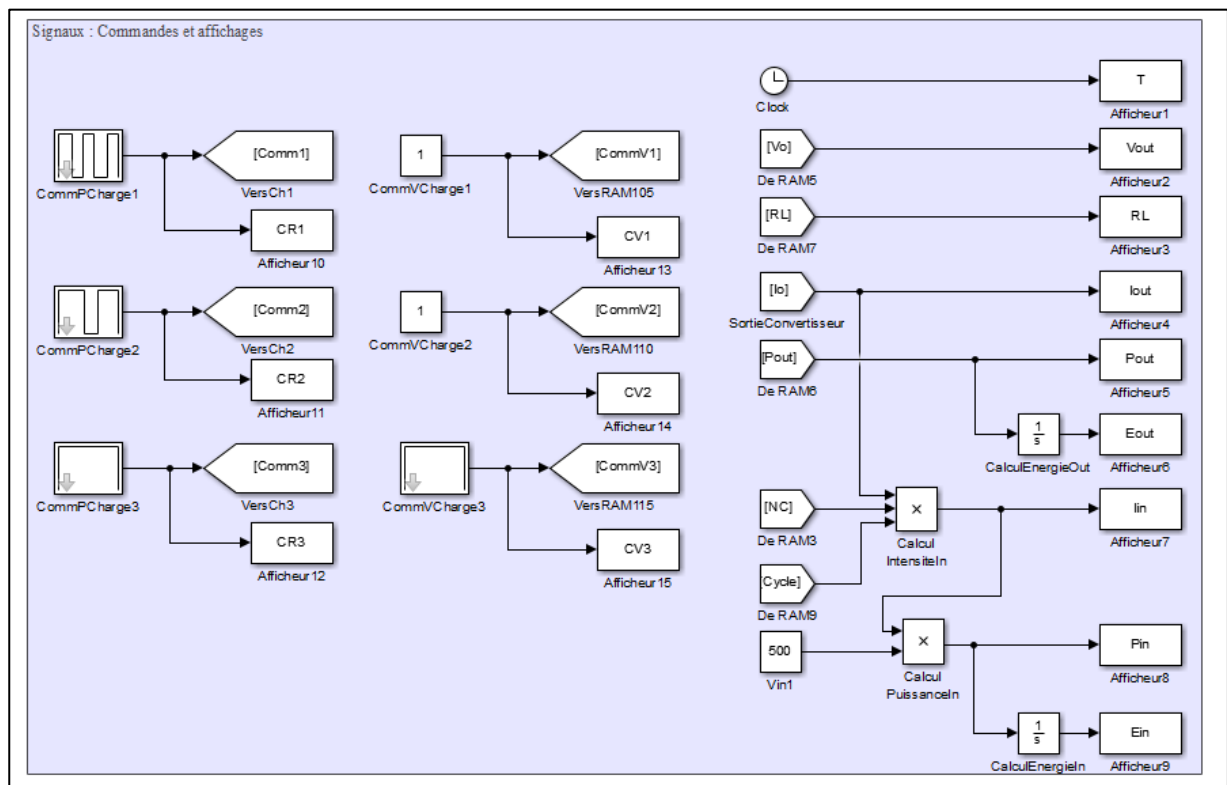 Signaux : Commandes et affichages
[Comm1]
CommPCharge1
VersCh1
CR1
Afficheur10
[Comm2]
CommPCharge2
VersCh2
CR2
Afficheur11
[Comm3]
CommPCharge3
VersCh3
CR3
Afficheur12
1
[CommV1]
CommVCharge1
VersRAM105
CV1
Afficheur13
1
[CommV2]
CommVCharge2
VersRAM110
CV2
Afficheur14
[CommV3]
CommVCharge3
VersRAM115
CV3
Afficheur15
Clock
T
Afficheur1
[Vo]
De RAM5
Vout
Afficheur2
[RL]
De RAM7
RL
Afficheur3
[Io]
SortieConvertisseur
Iout
Afficheur4
[Pout]
De RAM6
Pout
Afficheur5
1
s
CalculEnergieOut
Eout
Afficheur6
[NC]
De RAM3
×
Calcul
IntensiteIn
Iin
Afficheur7
[Cycle]
De RAM9
500
Vin1
×
Calcul
PuissanceIn
Pin
Afficheur8
1
s
CalculEnergieIn
Ein
Afficheur9